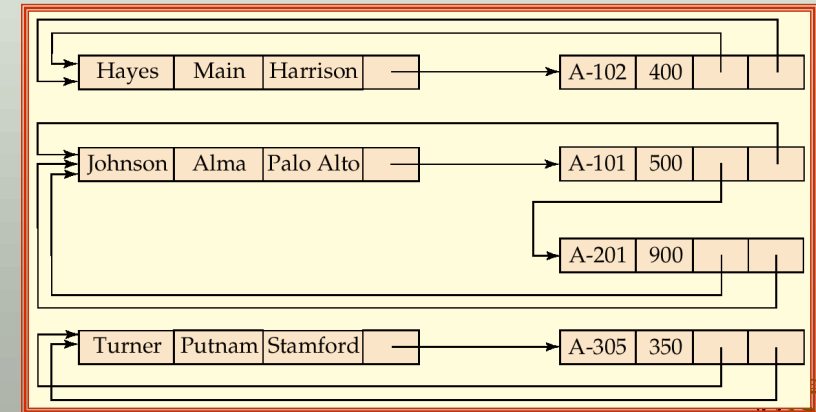 Hayes Main Harrison A-102 400
Johnson Alma Palo Alto A-101 500
A-201 900
Turner Putnam Stamford A-305 350